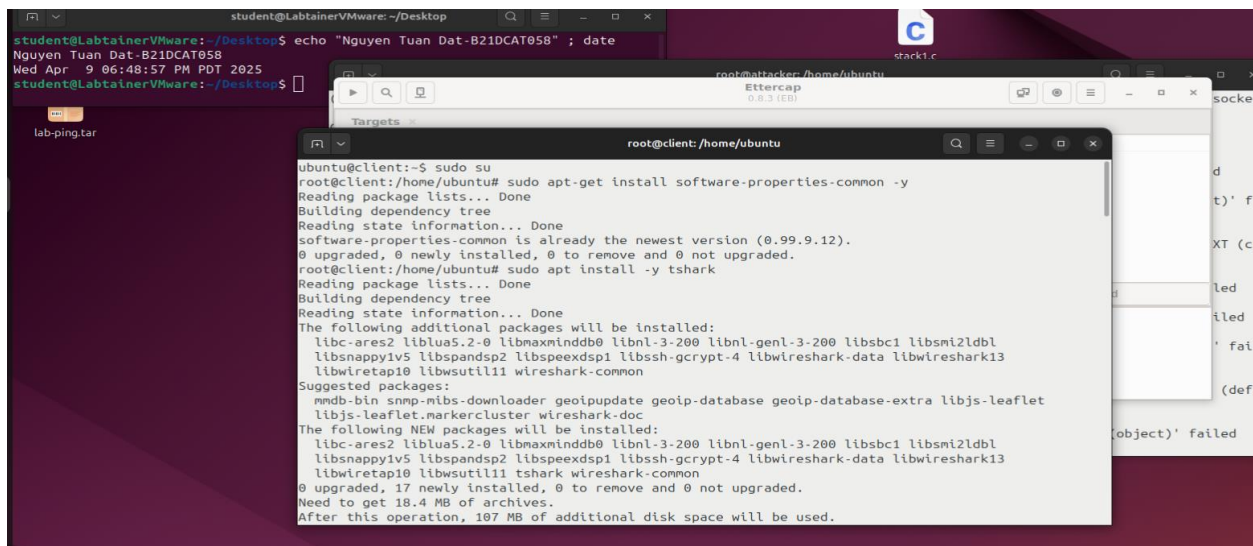 student@LabtainerVMware: ~/Desktop
student@LabtainerVMware:~/Desktop$ echo "Nguyen Tuan Dat-B21DCAT058" ; date
Nguyen Tuan Dat-B21DCAT058
Wed Apr  9 06:48:57 PM PDT 2025
student@LabtainerVMware:~/Desktop$
lab-ping.tar
C
stack1.c
root@attacker: /home/ubuntu
Ettercap
0.8.3 (EB)
Targets
socke
d
t)' f
XT (c
led
iled
' fai
(def
(object)' failed
root@client: /home/ubuntu
ubuntu@client:~$ sudo su
root@client:/home/ubuntu# sudo apt-get install software-properties-common -y
Reading package lists... Done
Building dependency tree
Reading state information... Done
software-properties-common is already the newest version (0.99.9.12).
0 upgraded, 0 newly installed, 0 to remove and 0 not upgraded.
root@client:/home/ubuntu# sudo apt install -y tshark
Reading package lists... Done
Building dependency tree
Reading state information... Done
The following additional packages will be installed:
  libc-ares2 liblua5.2-0 libmaxminddb0 libnl-3-200 libnl-genl-3-200 libsbc1 libsmi2ldbl
  libsnappy1v5 libspandsp2 libspeexdsp1 libssh-gcrypt-4 libwireshark-data libwireshark13
  libwiretap10 libwsutil11 wireshark-common
Suggested packages:
  mmdb-bin snmp-mibs-downloader geoipupdate geoip-database geoip-database-extra libjs-leaflet
  libjs-leaflet.markercluster wireshark-doc
The following NEW packages will be installed:
  libc-ares2 liblua5.2-0 libmaxminddb0 libnl-3-200 libnl-genl-3-200 libsbc1 libsmi2ldbl
  libsnappy1v5 libspandsp2 libspeexdsp1 libssh-gcrypt-4 libwireshark-data libwireshark13
  libwiretap10 libwsutil11 tshark wireshark-common
0 upgraded, 17 newly installed, 0 to remove and 0 not upgraded.
Need to get 18.4 MB of archives.
After this operation, 107 MB of additional disk space will be used.